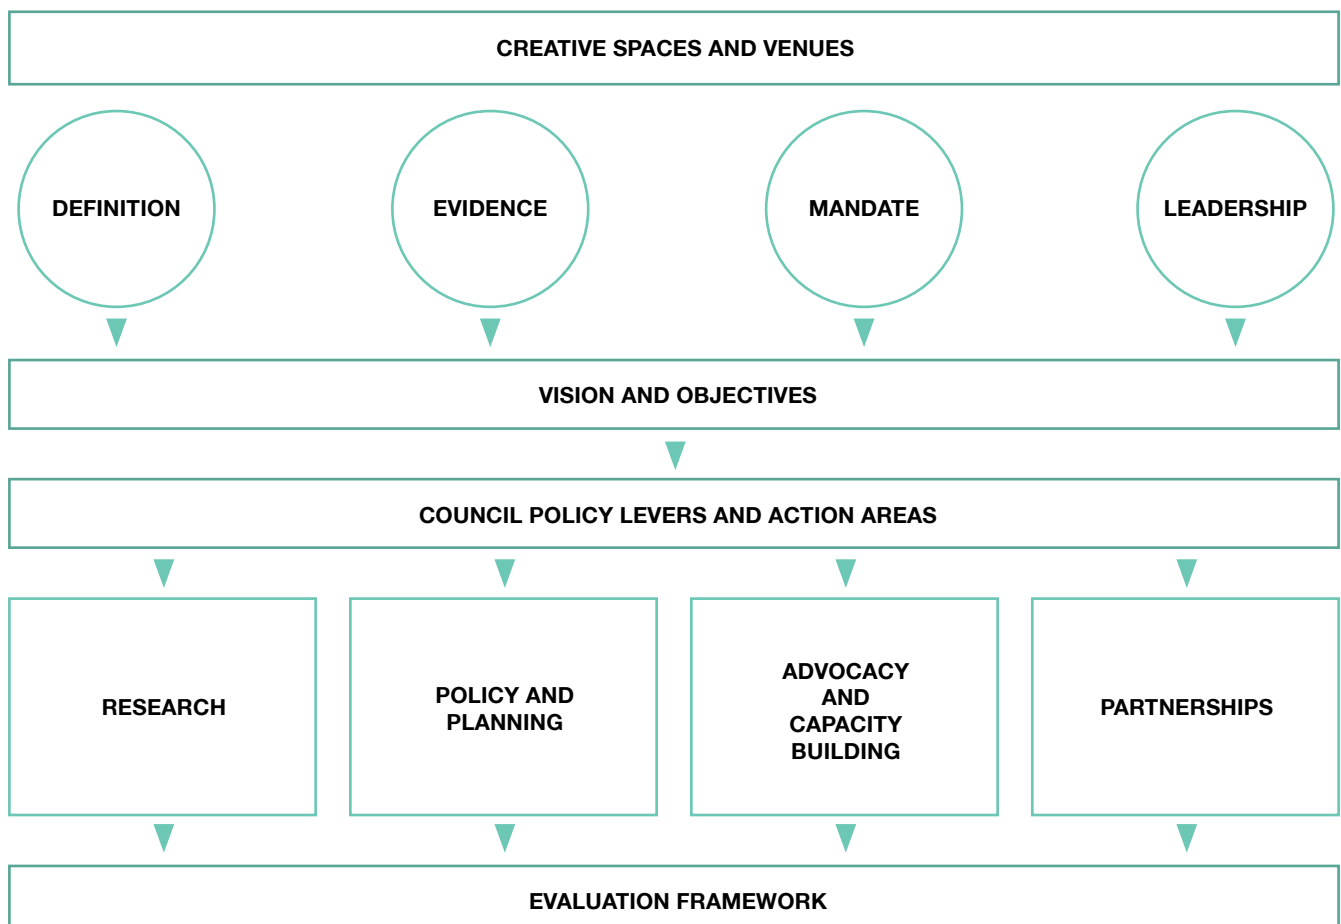 CREATIVE SPACES AND VENUES
DEFINITION
EVIDENCE
MANDATE
LEADERSHIP
VISION AND OBJECTIVES
COUNCIL POLICY LEVERS AND ACTION AREAS
RESEARCH
POLICY AND
PLANNING
ADVOCACY
AND
CAPACITY
BUILDING
PARTNERSHIPS
EVALUATION FRAMEWORK